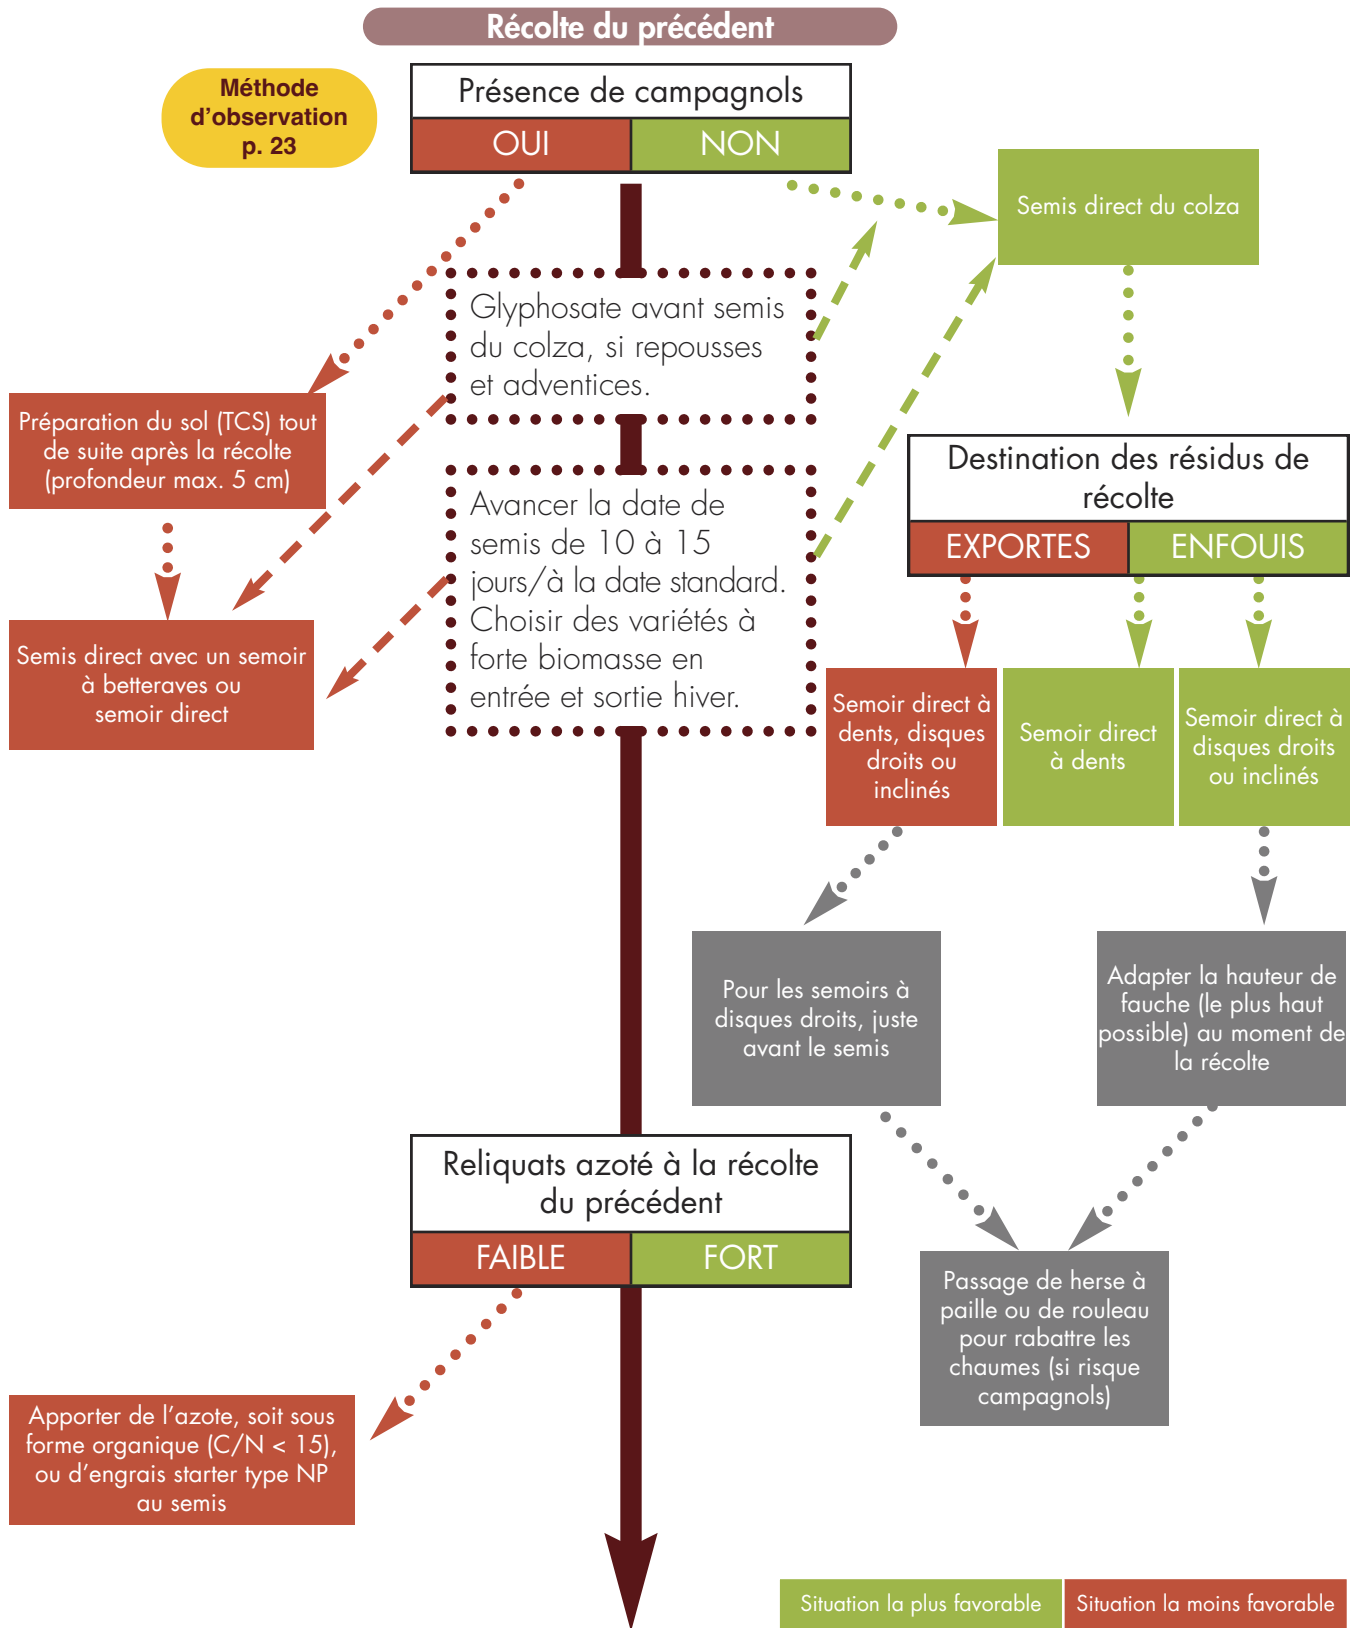 Récolte du précédent
Méthode
d'observation
p. 23
Présence de campagnols
OUI
NON
Semis direct du colza
Glyphosate avant semis
du colza, si repousses
et adventices.
Préparation du sol (TCS) tout
de suite après la récolte
(profondeur max. 5 cm)
Avancer la date de
semis de 10 à 15
jours/à la date standard.
Choisir des variétés à
forte biomasse en
entrée et sortie hiver.
Destination des résidus de
récolte
EXPORTES
ENFOUIS
Semis direct avec un semoir
à betteraves ou
semoir direct
Semoir direct à
dents, disques
droits ou
inclinés
Semoir direct
à dents
Semoir direct à
disques droits
ou inclinés
Pour les semoirs à
disques droits, juste
avant le semis
Adapter la hauteur de
fauche (le plus haut
possible) au moment de
la récolte
Reliquats azoté à la récolte
du précédent
FAIBLE
FORT
Passage de herse à
paille ou de rouleau
pour rabattre les
chaumes (si risque
campagnols)
Apporter de l'azote, soit sous
forme organique (C/N < 15),
ou d'engrais starter type NP
au semis
Situation la plus favorable
Situation la moins favorable